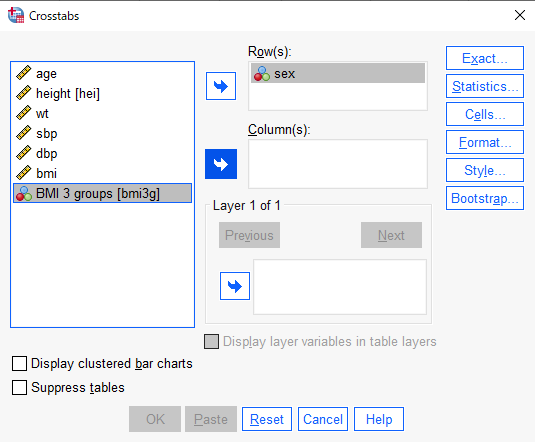 Crosstabs
age
height [hei]
wt
sbp
dbp
bmi
BMI 3 groups [bmi3g]
Row(s):
sex
Column(s):
Layer 1 of 1
Previous
Next
Display layer variables in table layers
Exact...
Statistics...
Cells...
Format...
Style...
Bootstrap...
Display clustered bar charts
Suppress tables
OK
Paste
Reset
Cancel
Help